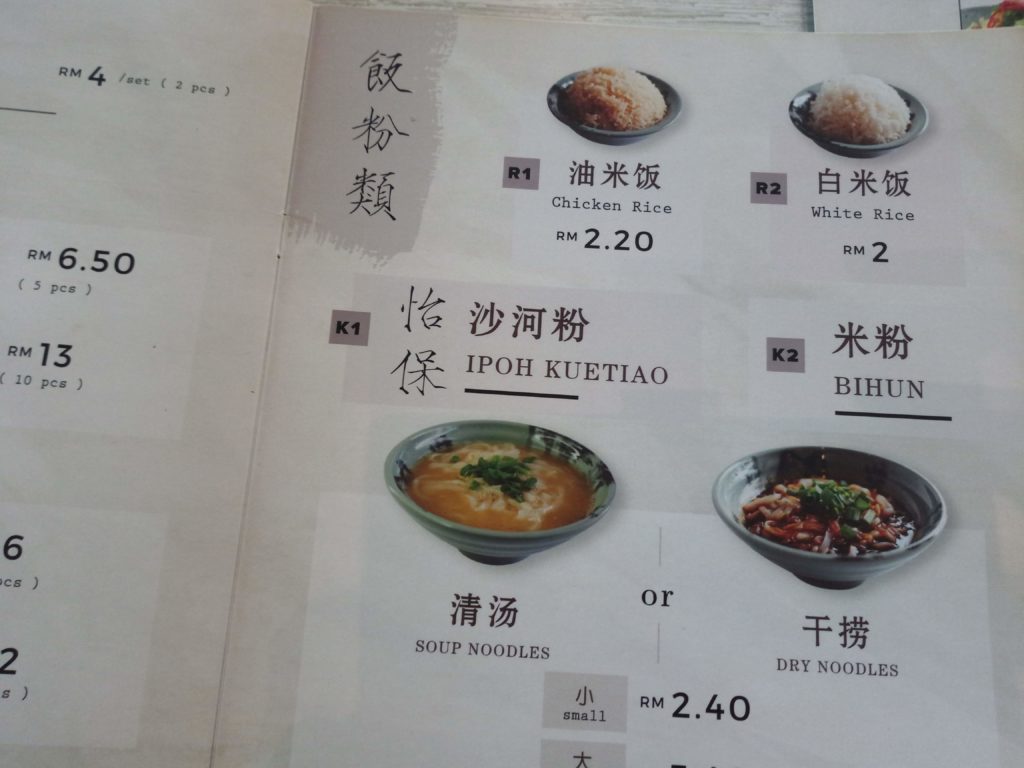 RM 4 /set ( 2 pcs )
RM 6.50
( 5 pcs )
RM 13
( 10 pcs )
6
pcs )
2
s )
飯粉類
R1
油米饭
Chicken Rice
RM 2.20
R2
白米饭
White Rice
RM 2
K1
怡保
沙河粉
IPOH KUETIAO
K2
米粉
BIHUN
清汤
SOUP NOODLES
or
干捞
DRY NOODLES
小
small
RM 2.40
大